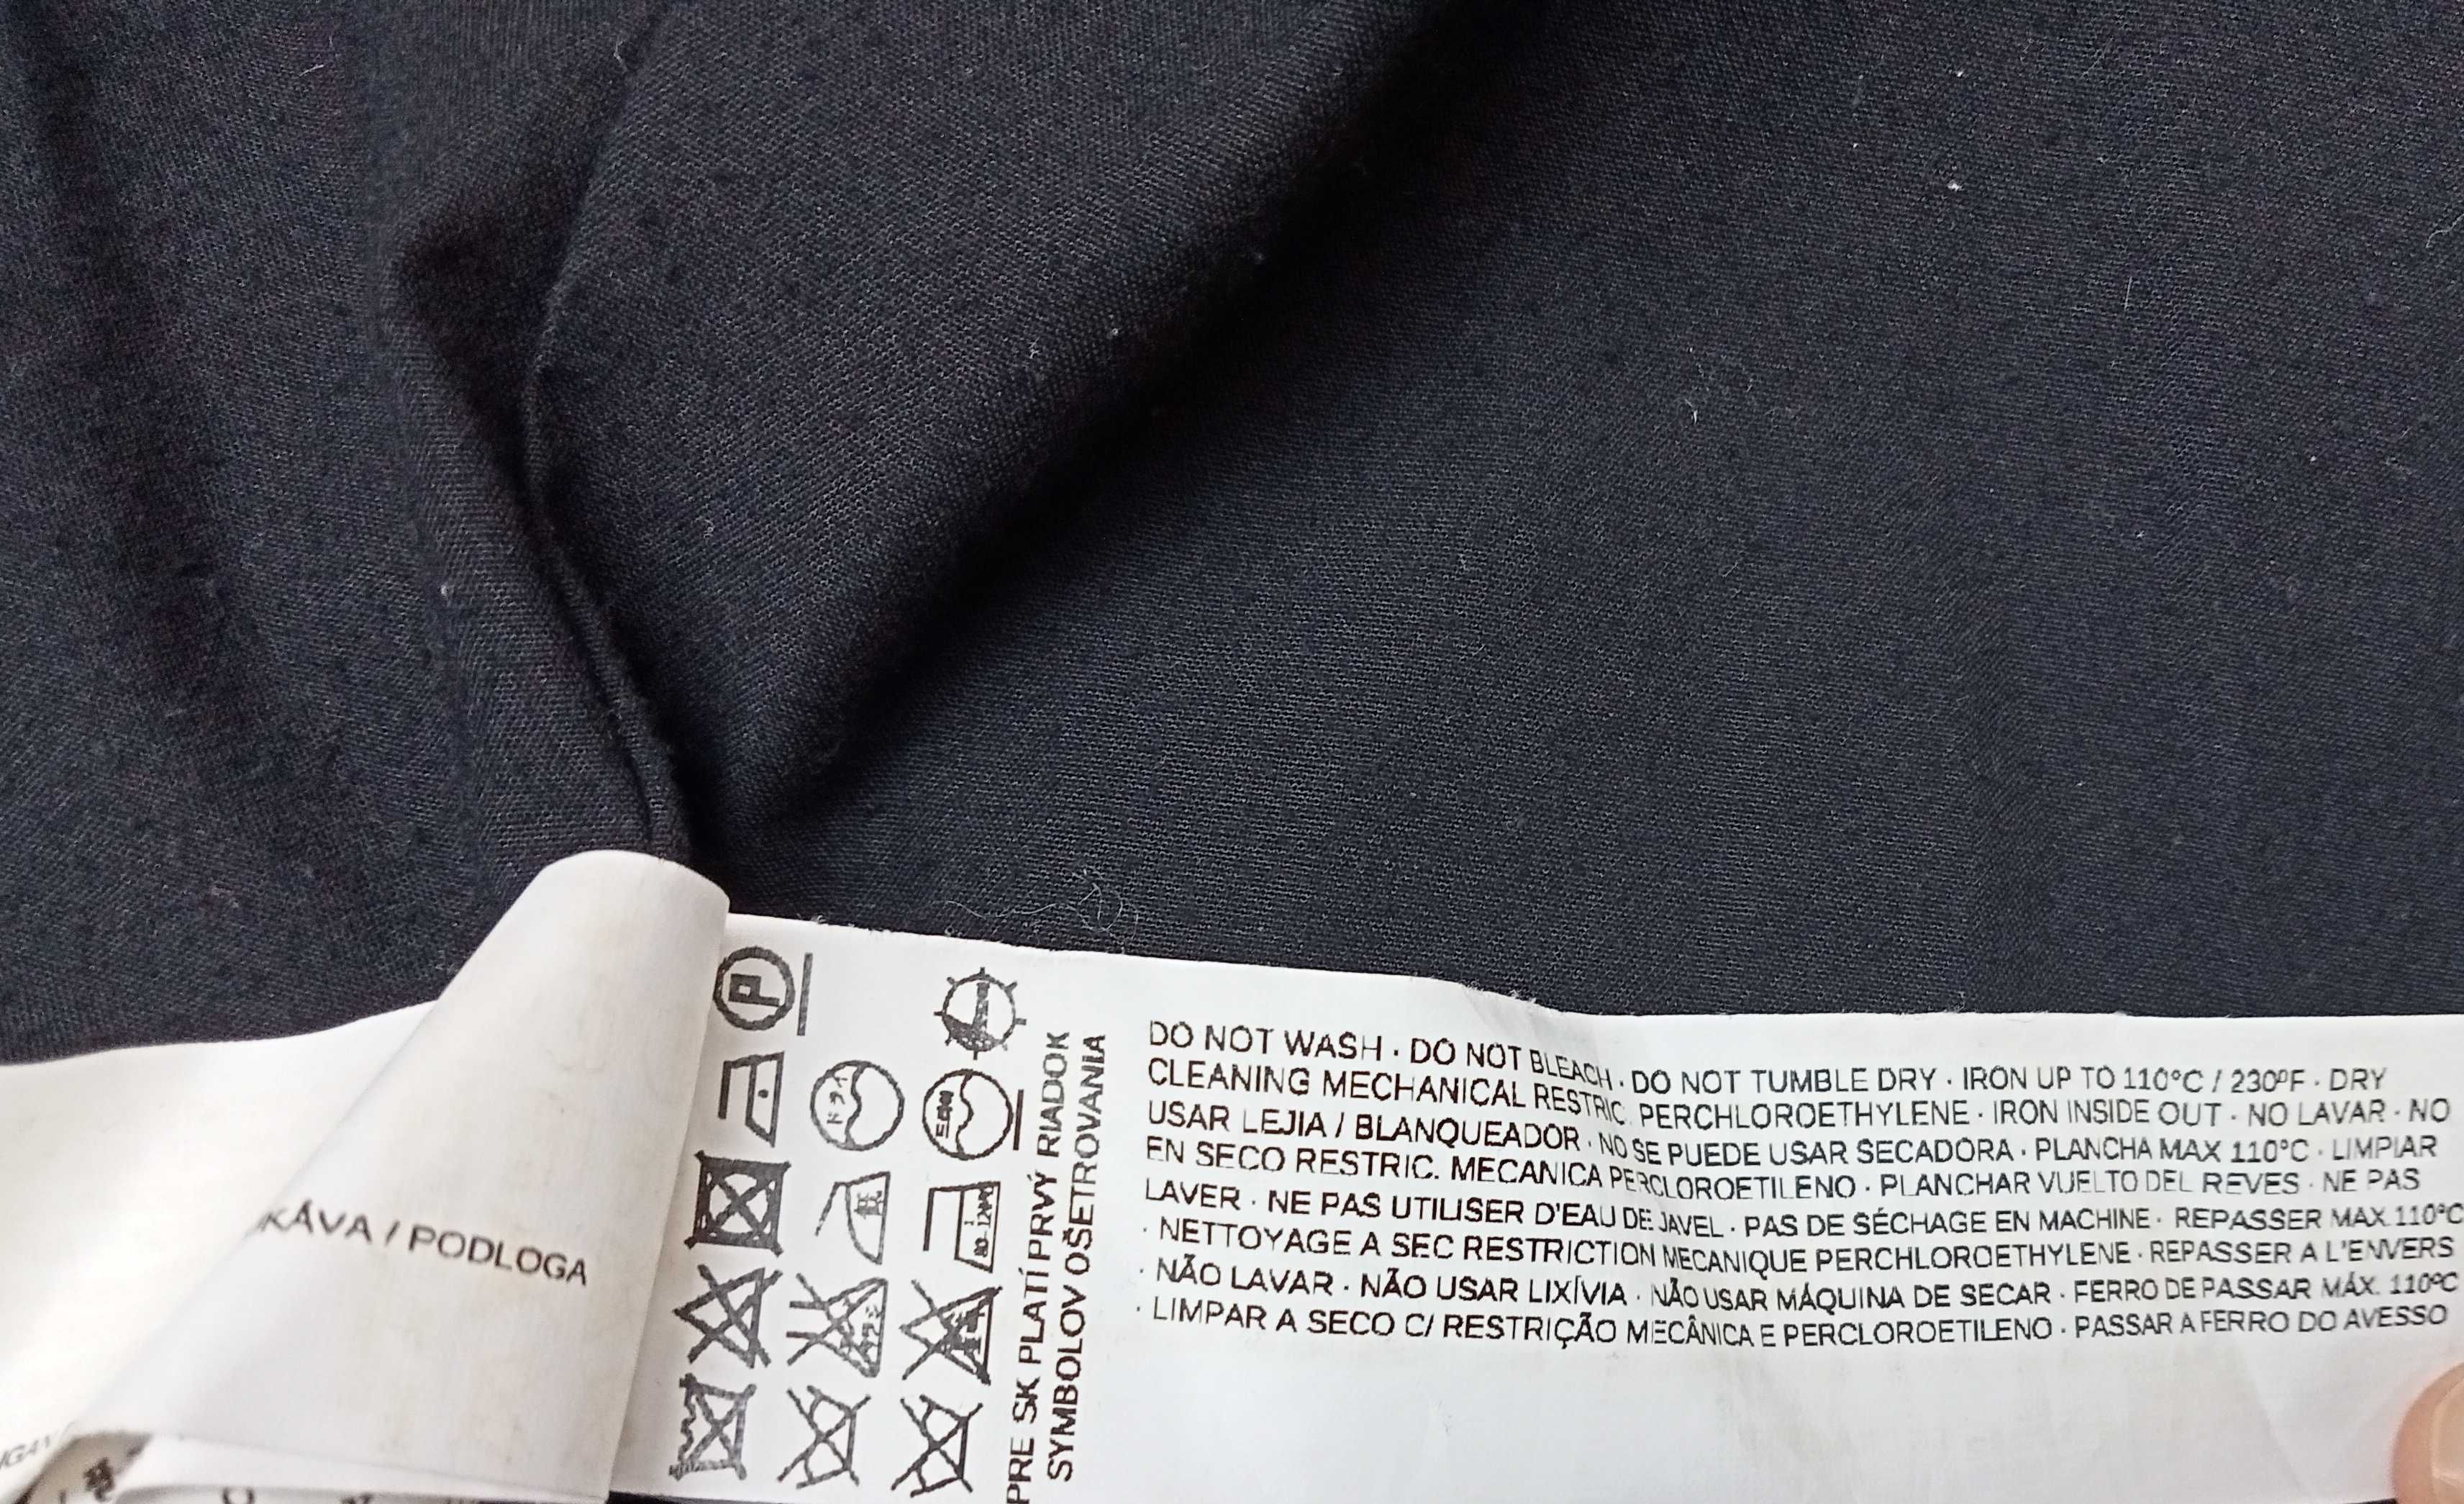 PODLOGA
P
PRE SK PLATÍ PRVÝ RIADOK
SYMBOLOV OŠETROVANIA
DO NOT WASH · DO NOT BLEACH · DO NOT TUMBLE DRY · IRON UP TO 110ºC / 230ºF · DRY
CLEANING MECHANICAL RESTRIC. PERCHLOROETHYLENE · IRON INSIDE OUT · NO LAVAR · NO
USAR LEJIA / BLANQUEADOR · NO SE PUEDE USAR SECADORA · PLANCHA MAX 110ºC · LIMPIAR
EN SECO RESTRIC. MECANICA PERCLOROETILENO · PLANCHAR VUELTO DEL REVES · NE PAS
LAVER · NE PAS UTILISER D'EAU DE JAVEL · PAS DE SÉCHAGE EN MACHINE · REPASSER MAX. 110ºC
· NETTOYAGE A SEC RESTRICTION MECANIQUE PERCHLOROETHYLENE · REPASSER A L'ENVERS
· NÃO LAVAR · NÃO USAR LIXÍVIA · NÃO USAR MÁQUINA DE SECAR · FERRO DE PASSAR MÁX. 110ºC
· LIMPAR A SECO C/ RESTRIÇÃO MECÂNICA E PERCLOROETILENO · PASSAR A FERRO DO AVESSO